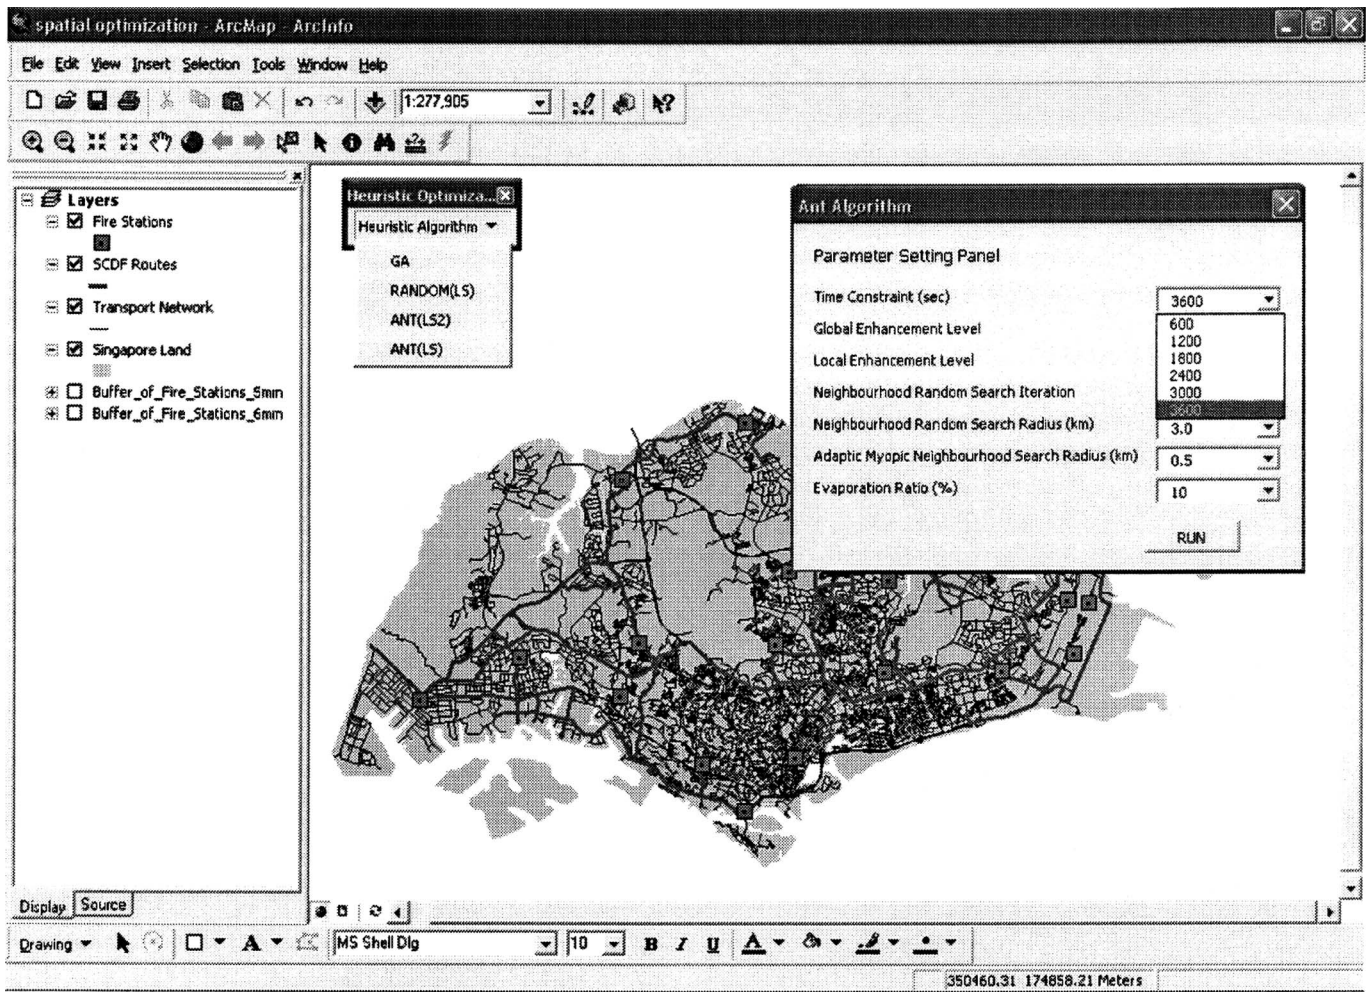 spatial optimization - ArcMap - ArcInfo
File Edit View Insert Selection Tools Window Help
1:277,905
Layers
Fire Stations
SCDF Routes
Transport Network
Singapore Land
Buffer_of_Fire_Stations_5min
Buffer_of_Fire_Stations_6min
Heuristic Optimiza...
Heuristic Algorithm
GA
RANDOM(LS)
ANT(LS2)
ANT(LS)
Ant Algorithm
Parameter Setting Panel
Time Constraint (sec) 3600
600
1200
1800
2400
3000
3600
Global Enhancement Level
Local Enhancement Level
Neighbourhood Random Search Iteration
Neighbourhood Random Search Radius (km) 3.0
Adaptic Myopic Neighbourhood Search Radius (km) 0.5
Evaporation Ratio (%) 10
RUN
Display Source
Drawing A MS Shell Dlg 10 B I U A
350460.31 174858.21 Meters